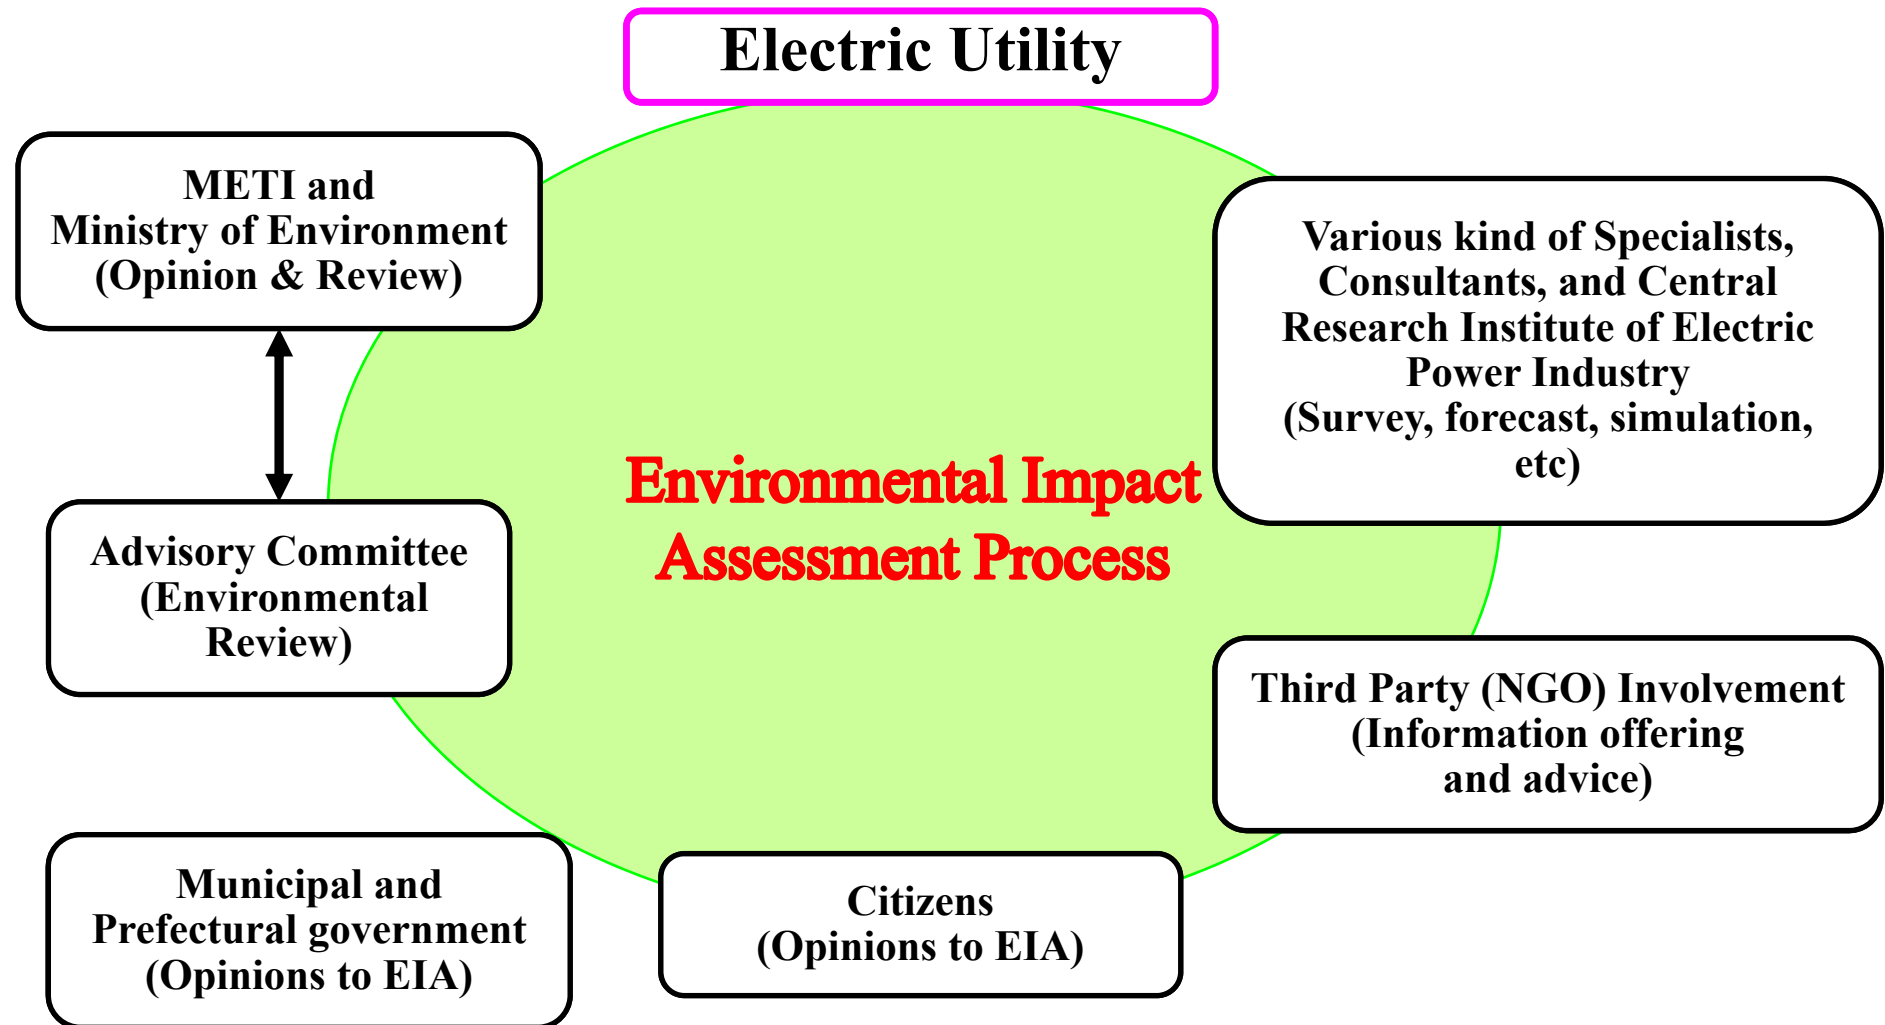 Electric Utility
METI and
Ministry of Environment
(Opinion & Review)
Various kind of Specialists,
Consultants, and Central
Research Institute of Electric
Power Industry
(Survey, forecast, simulation,
etc)
Environmental Impact
Assessment Process
Advisory Committee
(Environmental
Review)
Third Party (NGO) Involvement
(Information offering
and advice)
Municipal and
Prefectural government
(Opinions to EIA)
Citizens
(Opinions to EIA)